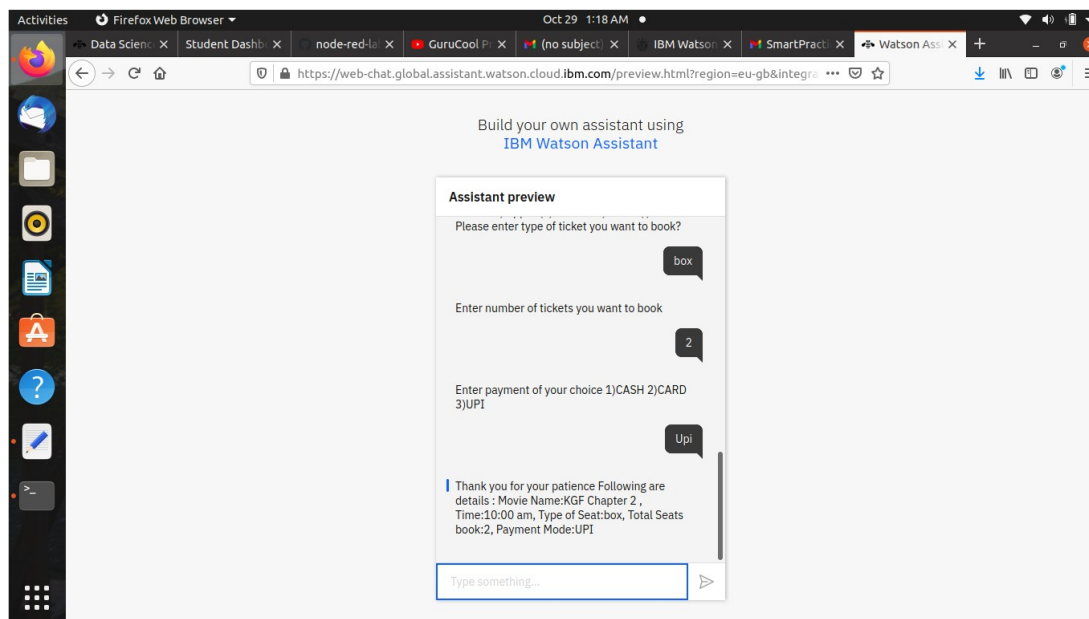 Activities
Firefox Web Browser
Oct 29 1:18 AM
Data Scienc
Student Dashb
node-red-la
GuruCool P
(no subject)
IBM Watson
SmartPracti
Watson Assi
https://web-chat.global.assistant.watson.cloud.ibm.com/preview.html?region=eu-gb&integra
Build your own assistant using
IBM Watson Assistant
Assistant preview
Please enter type of ticket you want to book?
box
Enter number of tickets you want to book
2
Enter payment of your choice 1)CASH 2)CARD
3)UPI
Upi
Thank you for your patience Following are
details : Movie Name:KGF Chapter 2 ,
Time:10:00 am, Type of Seat:box, Total Seats
book:2, Payment Mode:UPI
Type something...